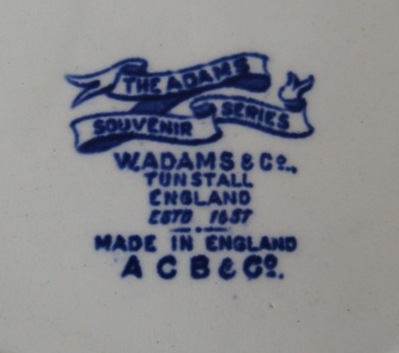 THE ADAMS
SOUVENIR SERIES
W. ADAMS & Co.,
TUNSTALL
ENGLAND
ESTD 1657
MADE IN ENGLAND
A C B & Co.